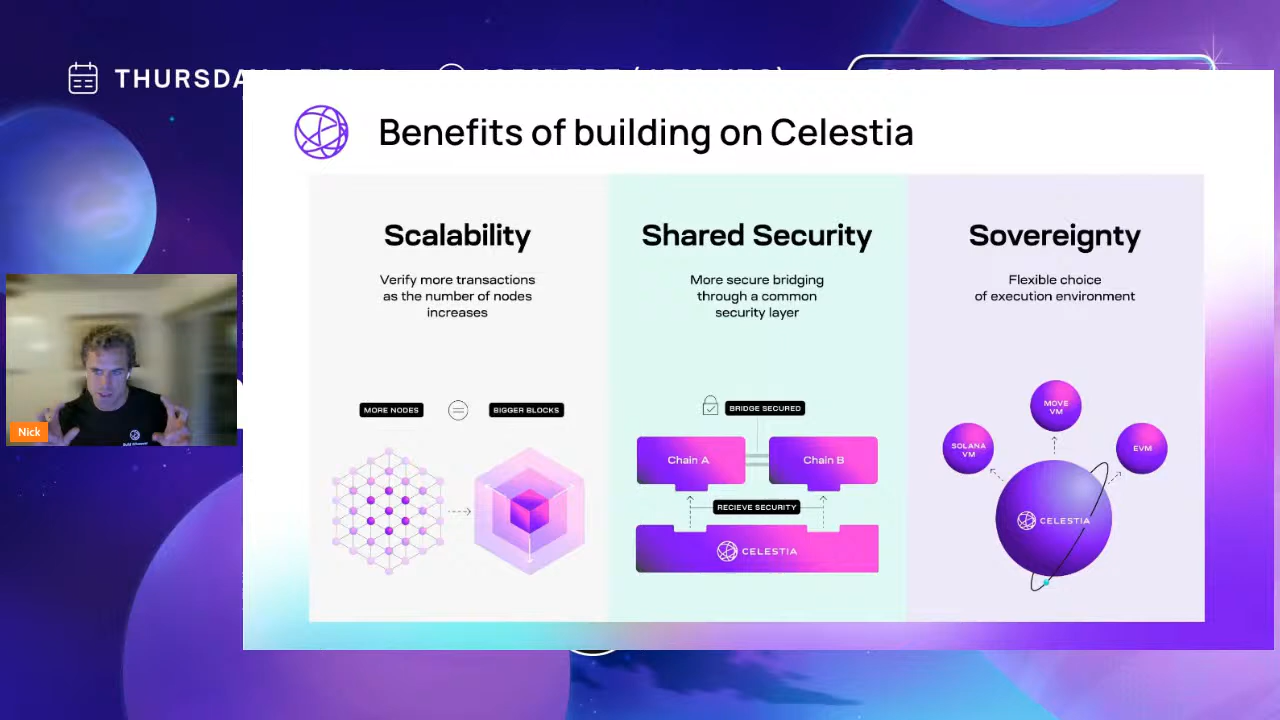 THURSDAY
Benefits of building on Celestia
Scalability
Verify more transactions
as the number of nodes
increases
MORE NODES
BIGGER BLOCKS
Shared Security
More secure bridging
through a common
security layer
BRIDGE SECURED
Chain A
Chain B
RECIEVE SECURITY
CELESTIA
Sovereignty
Flexible choice
of execution environment
MOVE
VM
SOLANA
VM
EVM
CELESTIA
Nick